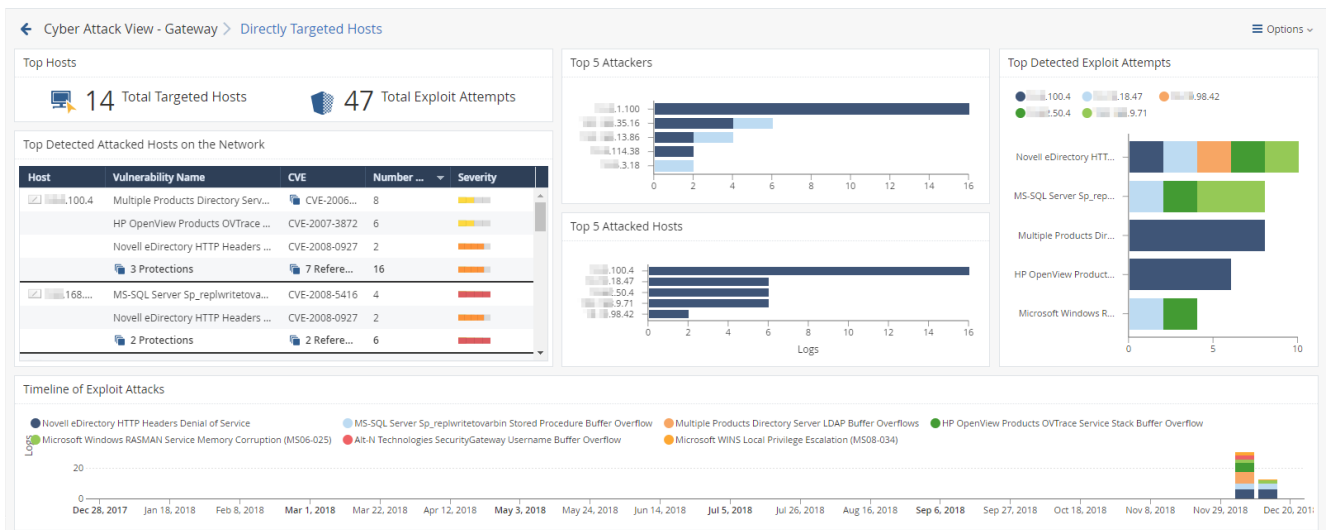 Cyber Attack View - Gateway > Directly Targeted Hosts
Options
Top Hosts
14 Total Targeted Hosts
47 Total Exploit Attempts
Top Detected Attacked Hosts on the Network
Host Vulnerability Name CVE Number ... Severity
.100.4 Multiple Products Directory Serv... CVE-2006... 8
HP OpenView Products OVTrace ... CVE-2007-3872 6
Novell eDirectory HTTP Headers ... CVE-2008-0927 2
3 Protections 7 Refere... 16
.168.... MS-SQL Server Sp_replwritetova... CVE-2008-5416 4
Novell eDirectory HTTP Headers ... CVE-2008-0927 2
2 Protections 2 Refere... 6
Top 5 Attackers
.1.100
.35.16
.13.86
.114.38
.3.18
0 2 4 6 8 10 12 14 16
Top 5 Attacked Hosts
.100.4
.18.47
.50.4
.9.71
.98.42
0 2 4 6 8 10 12 14 16
Logs
Top Detected Exploit Attempts
.100.4 .18.47 .98.42
.50.4 .9.71
Novell eDirectory HTT...
MS-SQL Server Sp_rep...
Multiple Products Dir...
HP OpenView Product...
Microsoft Windows R...
0 5 10
Timeline of Exploit Attacks
Novell eDirectory HTTP Headers Denial of Service MS-SQL Server Sp_replwritetovarbin Stored Procedure Buffer Overflow Multiple Products Directory Server LDAP Buffer Overflows HP OpenView Products OVTrace Service Stack Buffer Overflow
Microsoft Windows RASMAN Service Memory Corruption (MS06-025) Alt-N Technologies SecurityGateway Username Buffer Overflow Microsoft WINS Local Privilege Escalation (MS08-034)
Logs
20
0
Dec 28, 2017 Jan 18, 2018 Feb 8, 2018 Mar 1, 2018 Mar 22, 2018 Apr 12, 2018 May 3, 2018 May 24, 2018 Jun 14, 2018 Jul 5, 2018 Jul 26, 2018 Aug 16, 2018 Sep 6, 2018 Sep 27, 2018 Oct 18, 2018 Nov 8, 2018 Nov 29, 2018 Dec 20, 201